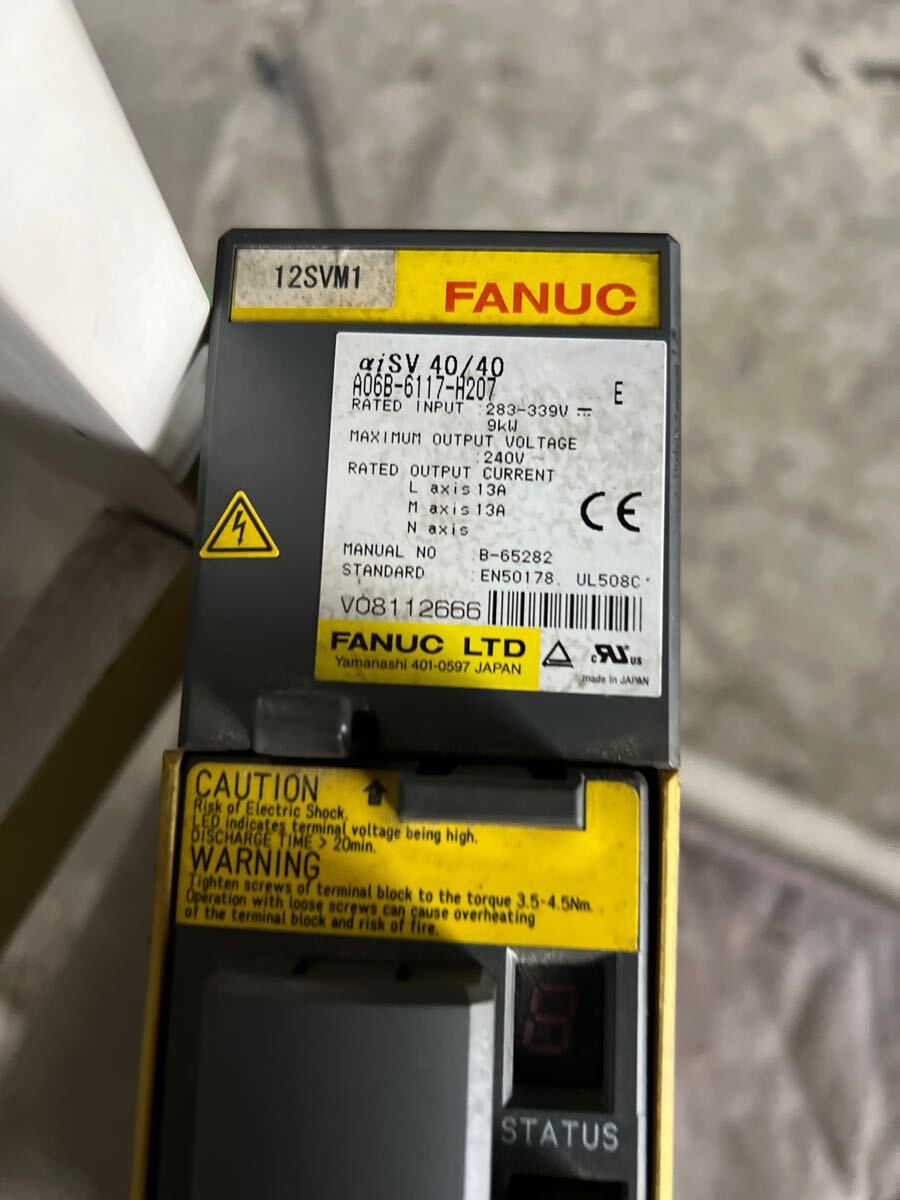 12SVM1
FANUC
αiSV 40/40
A06B-6117-H207
E
RATED INPUT :283-339V ⎓
9kW
MAXIMUM OUTPUT VOLTAGE
:240V ~
RATED OUTPUT CURRENT
L axis 13A
M axis 13A
N axis
CE
MANUAL NO :B-65282
STANDARD :EN50178, UL508C
V08112666
FANUC LTD
Yamanashi 401-0597 JAPAN
c RU US
made in JAPAN
CAUTION
Risk of Electric Shock.
LED indicates terminal voltage being high.
DISCHARGE TIME > 20min.
WARNING
Tighten screws of terminal block to the torque 3.5-4.5Nm.
Operation with loose screws can cause overheating
of the terminal block and risk of fire.
STATUS